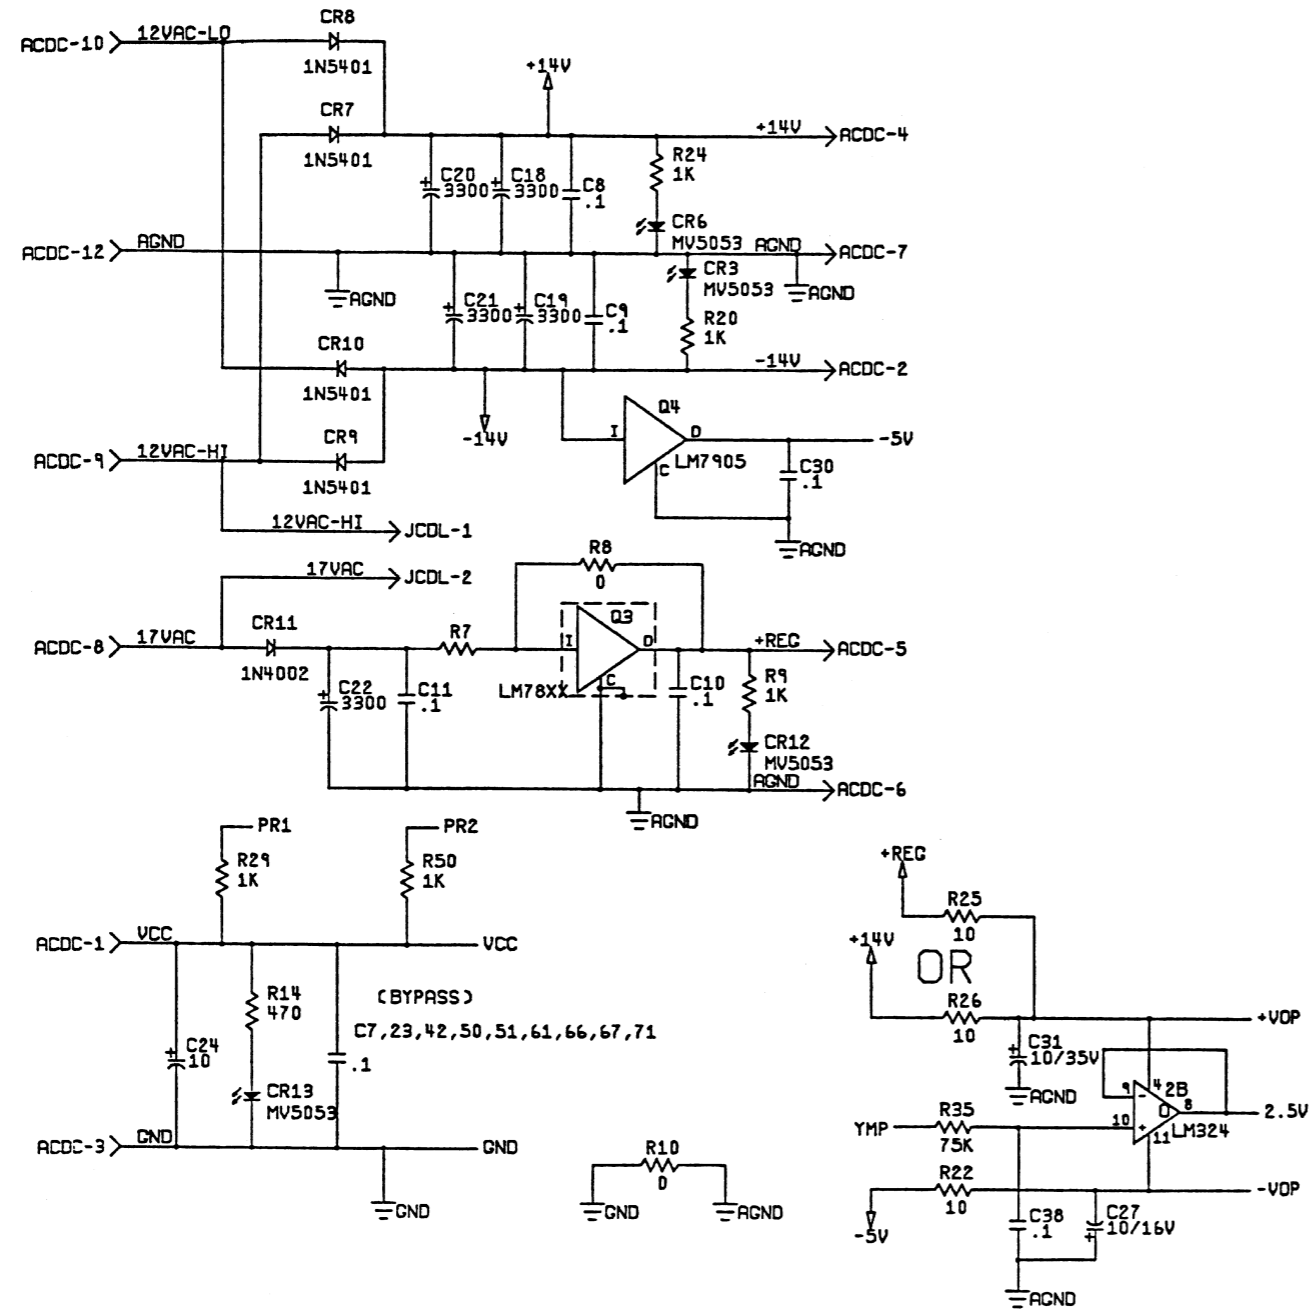 CR8
ACDC-10
12VAC-LO
1N5401
+14V
CR7
1N5401
+14V
ACDC-4
R24
1K
C20
3300
C18
3300
C8
.1
CR6
MV5053
ACDC-12
AGND
AGND
ACDC-7
CR3
MV5053
AGND
AGND
C21
3300
C19
3300
C9
.1
R20
1K
CR10
1N5401
-14V
ACDC-2
Q4
I
O
LM7905
C
-5V
C30
.1
-14V
CR9
1N5401
ACDC-9
12VAC-HI
12VAC-HI
JCDL-1
AGND
R8
0
17VAC
JCDL-2
ACDC-8
17VAC
CR11
1N4002
R7
Q3
I
O
C
LM78XX
+REG
ACDC-5
C22
3300
C11
.1
C10
.1
R9
1K
CR12
MV5053
AGND
ACDC-6
AGND
PR1
PR2
R29
1K
R50
1K
ACDC-1
VCC
VCC
R14
470
(BYPASS)
C7,23,42,50,51,61,66,67,71
.1
C24
10
CR13
MV5053
ACDC-3
GND
GND
GND
R10
0
GND
AGND
+REG
R25
10
+14V
OR
R26
10
+VOP
C31
10/35V
AGND
9
-
4
2B
O
8
2.5V
10
+
11
LM324
YMP
R35
75K
R22
10
-VOP
-5V
C38
.1
C27
10/16V
AGND